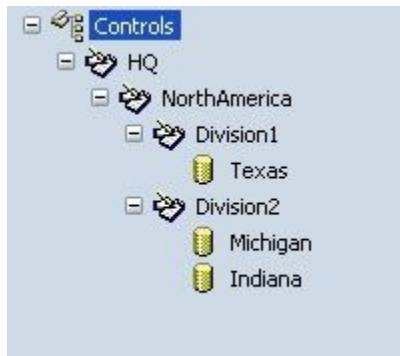 Controls
HQ
NorthAmerica
Division1
Texas
Division2
Michigan
Indiana